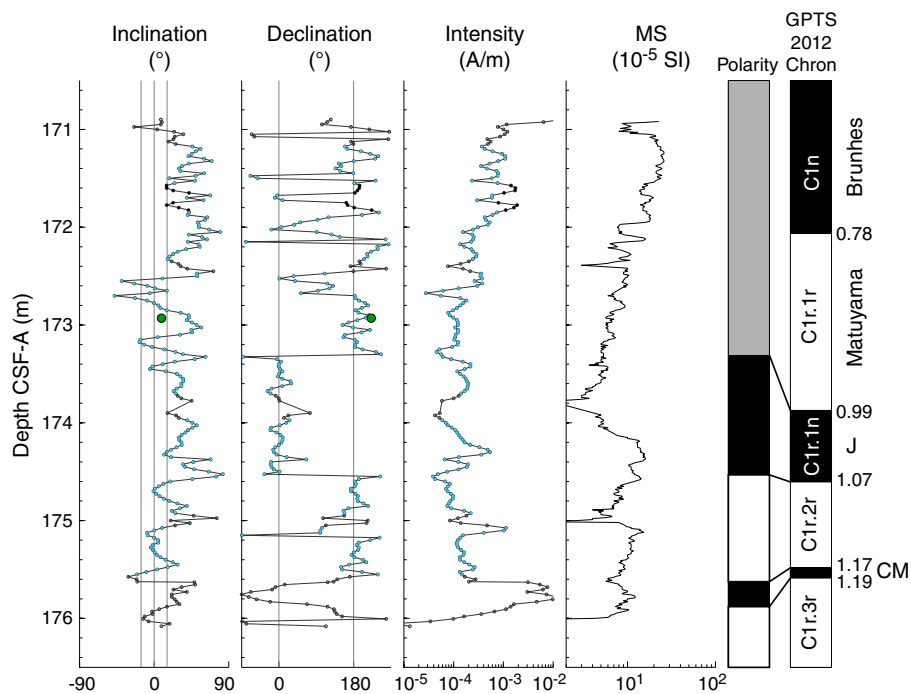 Inclination
(°)
Declination
(°)
Intensity
(A/m)
MS
(10-5 SI)
Polarity
GPTS
2012
Chron
Depth CSF-A (m)
171
172
173
174
175
176
-90
0
90
0
180
10-5
10-4
10-3
10-2
101
102
C1n
Brunhes
0.78
C1r.1r
Matuyama
0.99
C1r.1n
J
1.07
C1r.2r
1.17
CM
1.19
C1r.3r